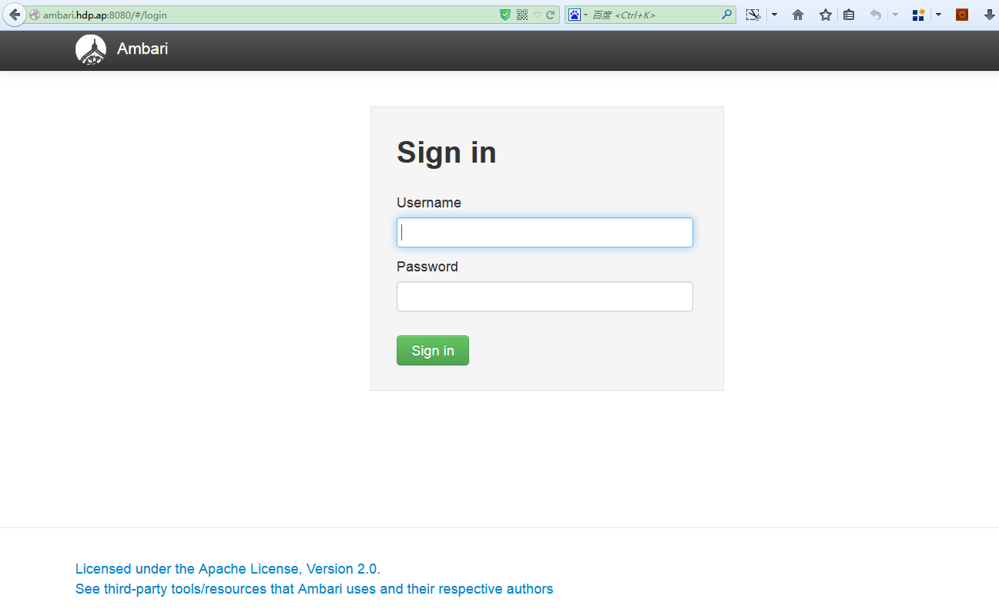 ambari.hdp.ap:8080/#/login
百度 <Ctrl+K>
Ambari
Sign in
Username
Password
Sign in
Licensed under the Apache License, Version 2.0.
See third-party tools/resources that Ambari uses and their respective authors